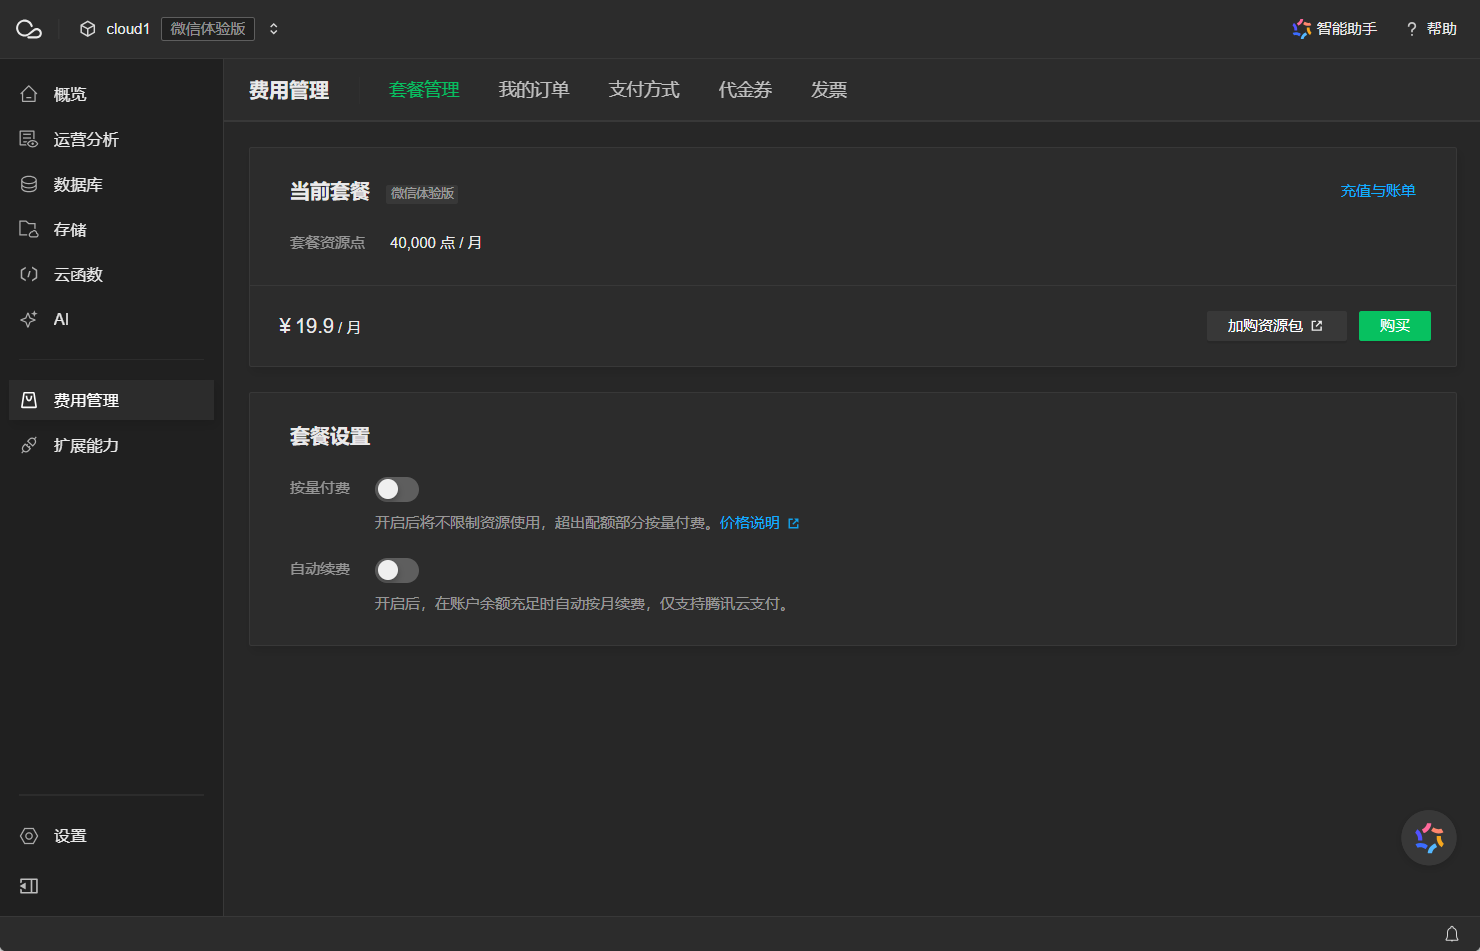 cloud1 微信体验版
智能助手 ? 帮助
概览
运营分析
数据库
存储
云函数
AI
费用管理
扩展能力
设置
费用管理 套餐管理 我的订单 支付方式 代金券 发票
当前套餐 微信体验版 充值与账单
套餐资源点 40,000 点 / 月
¥ 19.9 / 月 加购资源包 购买
套餐设置
按量付费
开启后将不限制资源使用，超出配额部分按量付费。价格说明
自动续费
开启后，在账户余额充足时自动按月续费，仅支持腾讯云支付。